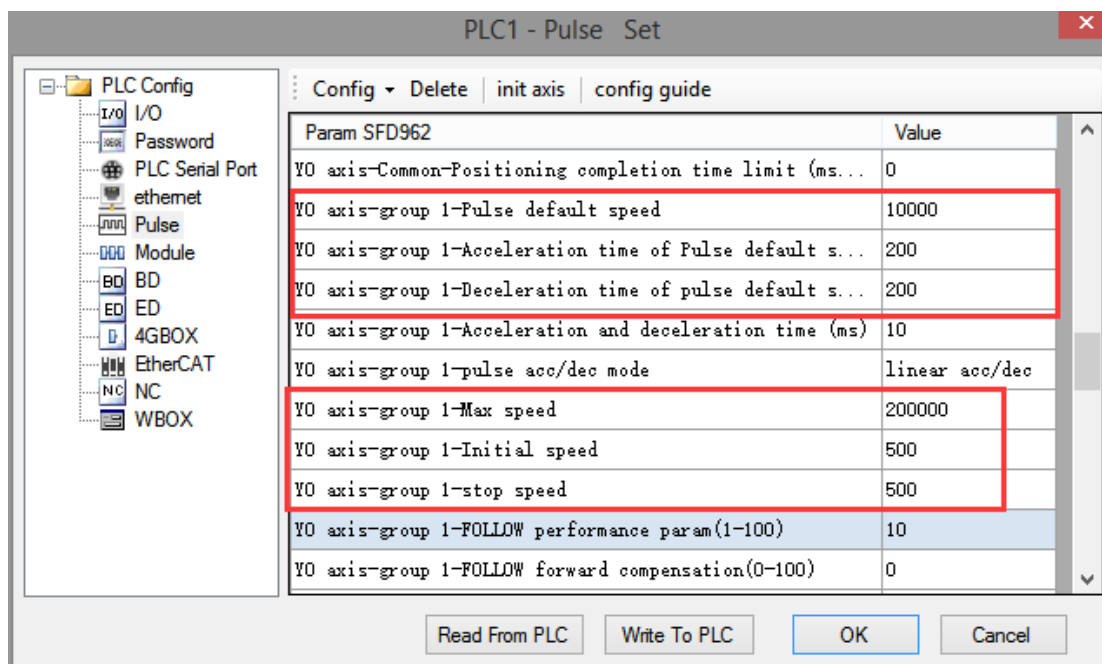 PLC1 - Pulse Set
PLC Config
I/O I/O
Password
PLC Serial Port
ethernet
Pulse
Module
BD BD
ED ED
4GBOX
EtherCAT
NC NC
WBOX
Config Delete init axis config guide
Param SFD962 Value
Y0 axis-Common-Positioning completion time limit (ms... 0
Y0 axis-group 1-Pulse default speed 10000
Y0 axis-group 1-Acceleration time of Pulse default s... 200
Y0 axis-group 1-Deceleration time of pulse default s... 200
Y0 axis-group 1-Acceleration and deceleration time (ms) 10
Y0 axis-group 1-pulse acc/dec mode linear acc/dec
Y0 axis-group 1-Max speed 200000
Y0 axis-group 1-Initial speed 500
Y0 axis-group 1-stop speed 500
Y0 axis-group 1-FOLLOW performance param(1-100) 10
Y0 axis-group 1-FOLLOW forward compensation(0-100) 0
Read From PLC Write To PLC OK Cancel